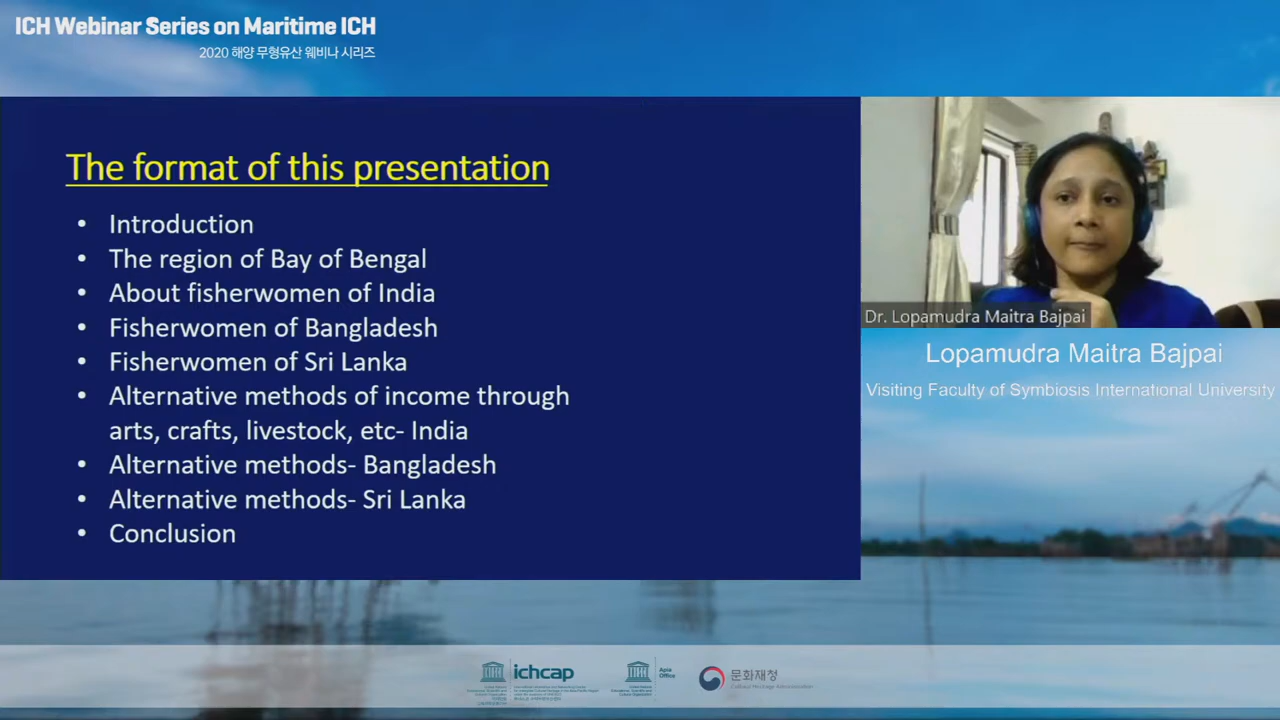 ICH Webinar Series on Maritime ICH
2020 해양 무형유산 웨비나 시리즈
The format of this presentation
• Introduction
• The region of Bay of Bengal
• About fisherwomen of India
• Fisherwomen of Bangladesh
• Fisherwomen of Sri Lanka
• Alternative methods of income through
arts, crafts, livestock, etc- India
• Alternative methods- Bangladesh
• Alternative methods- Sri Lanka
• Conclusion
Dr. Lopamudra Maitra Bajpai
Lopamudra Maitra Bajpai
Visiting Faculty of Symbiosis International University
ichcap
Apia
Office
문화재청
Cultural Heritage Administration